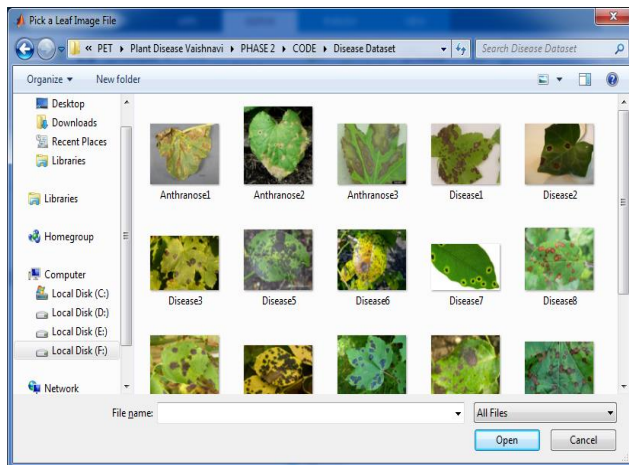 Pick a Leaf Image File
« PET ▸ Plant Disease Vaishnavi ▸ PHASE 2 ▸ CODE ▸ Disease Dataset
Search Disease Dataset
Organize ▾ New folder
Desktop
Downloads
Recent Places
Libraries
Libraries
Homegroup
Computer
Local Disk (C:)
Local Disk (D:)
Local Disk (E:)
Local Disk (F:)
Network
Anthranose1 Anthranose2 Anthranose3 Disease1 Disease2
Disease3 Disease5 Disease6 Disease7 Disease8
File name:
All Files
Open Cancel